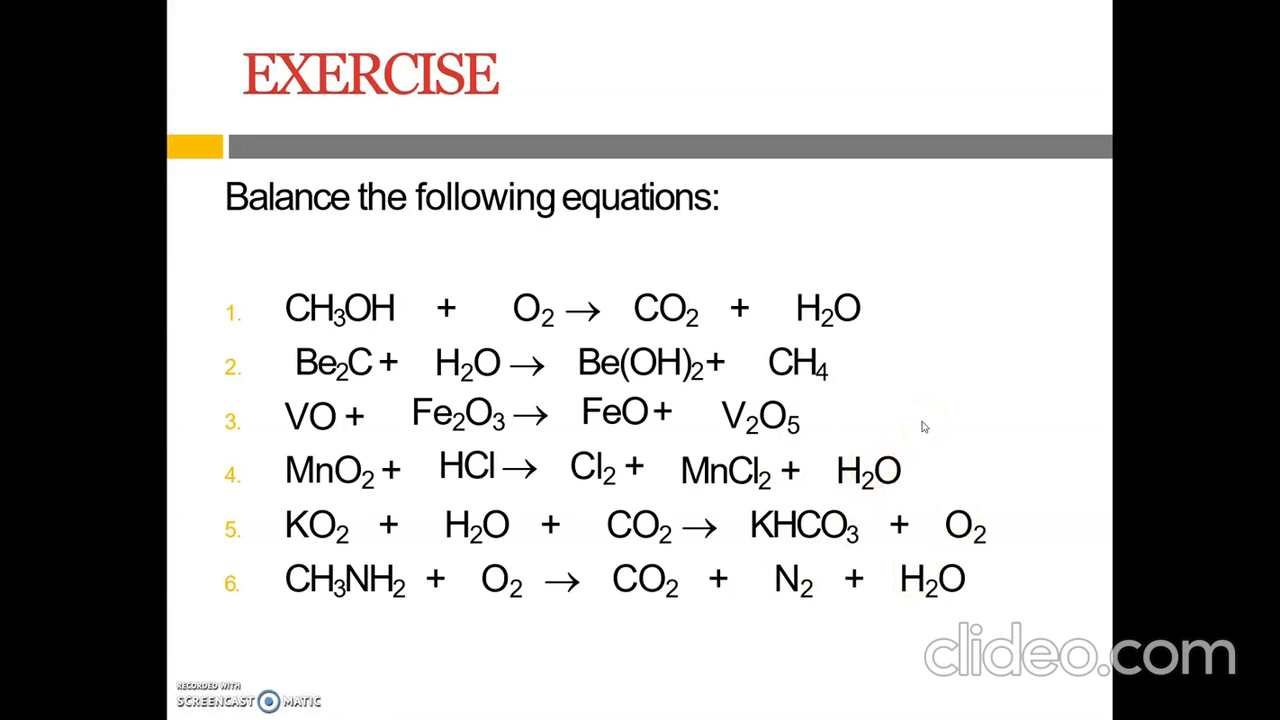 EXERCISE
Balance the following equations:
1. CH₃OH + O₂ → CO₂ + H₂O
2. Be₂C + H₂O → Be(OH)₂ + CH₄
3. VO + Fe₂O₃ → FeO + V₂O₅
4. MnO₂ + HCl → Cl₂ + MnCl₂ + H₂O
5. KO₂ + H₂O + CO₂ → KHCO₃ + O₂
6. CH₃NH₂ + O₂ → CO₂ + N₂ + H₂O
clideo.com
RECORDED WITH
SCREENCAST MATIC